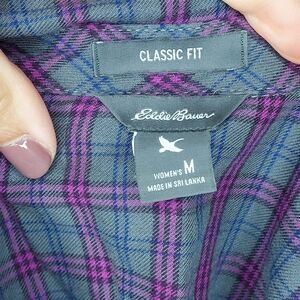 CLASSIC FIT
Eddie Bauer
WOMEN'S M
MADE IN SRI LANKA